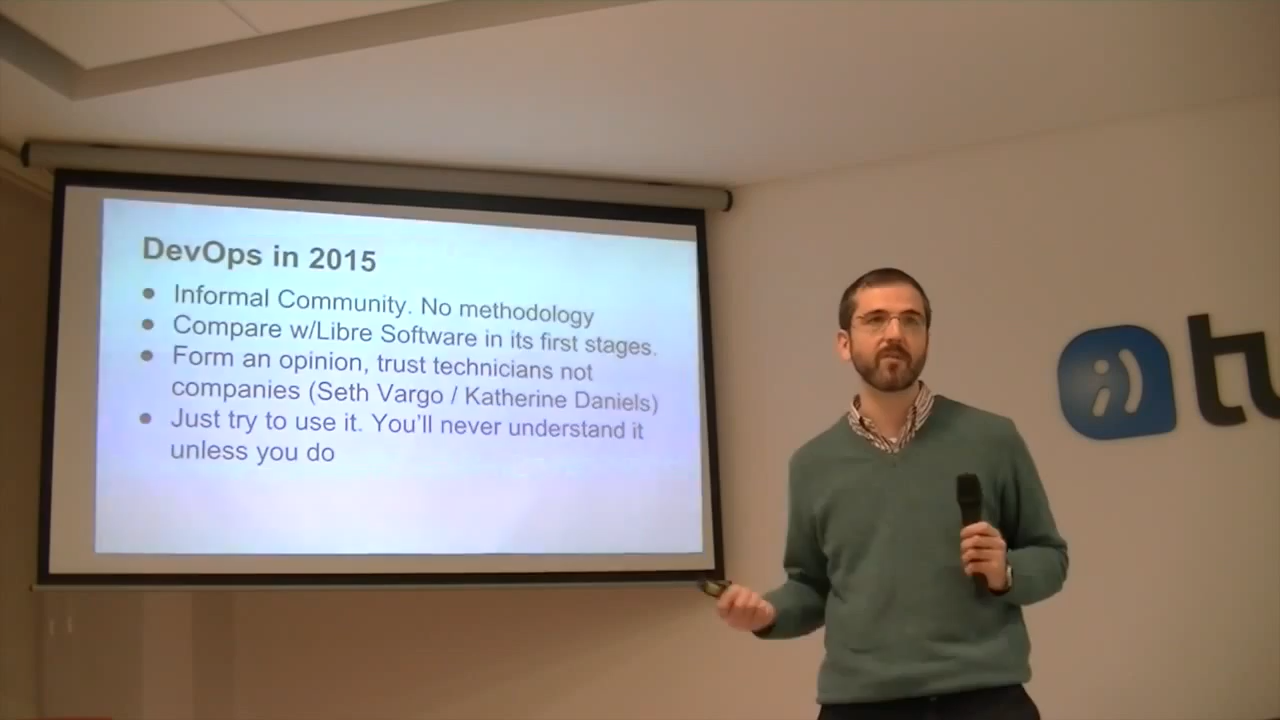 DevOps in 2015
● Informal Community. No methodology
● Compare w/Libre Software in its first stages.
● Form an opinion, trust technicians not
companies (Seth Vargo / Katherine Daniels)
● Just try to use it. You'll never understand it
unless you do
tu